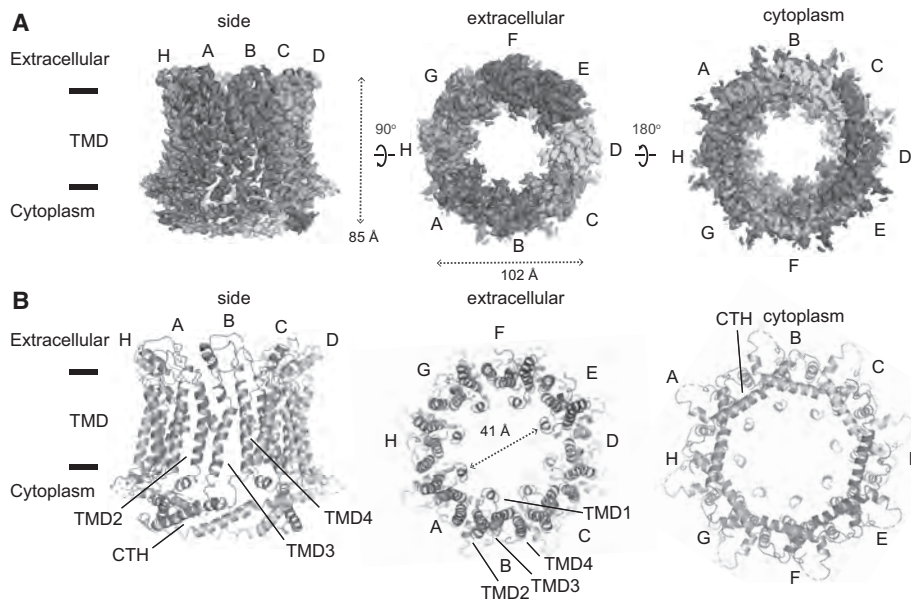 A
side
extracellular
cytoplasm
Extracellular
TMD
Cytoplasm
H A B C D
85 Å
90°
F
G E
H D
A C
B
102 Å
180°
B
A C
H D
G E
F
B
side
extracellular
cytoplasm
Extracellular
TMD
Cytoplasm
H A B C D
TMD2
CTH
TMD3
TMD4
F
G E
H D
41 Å
A C
B
TMD1
TMD4
TMD3
TMD2
CTH
B
A C
H
G E
F